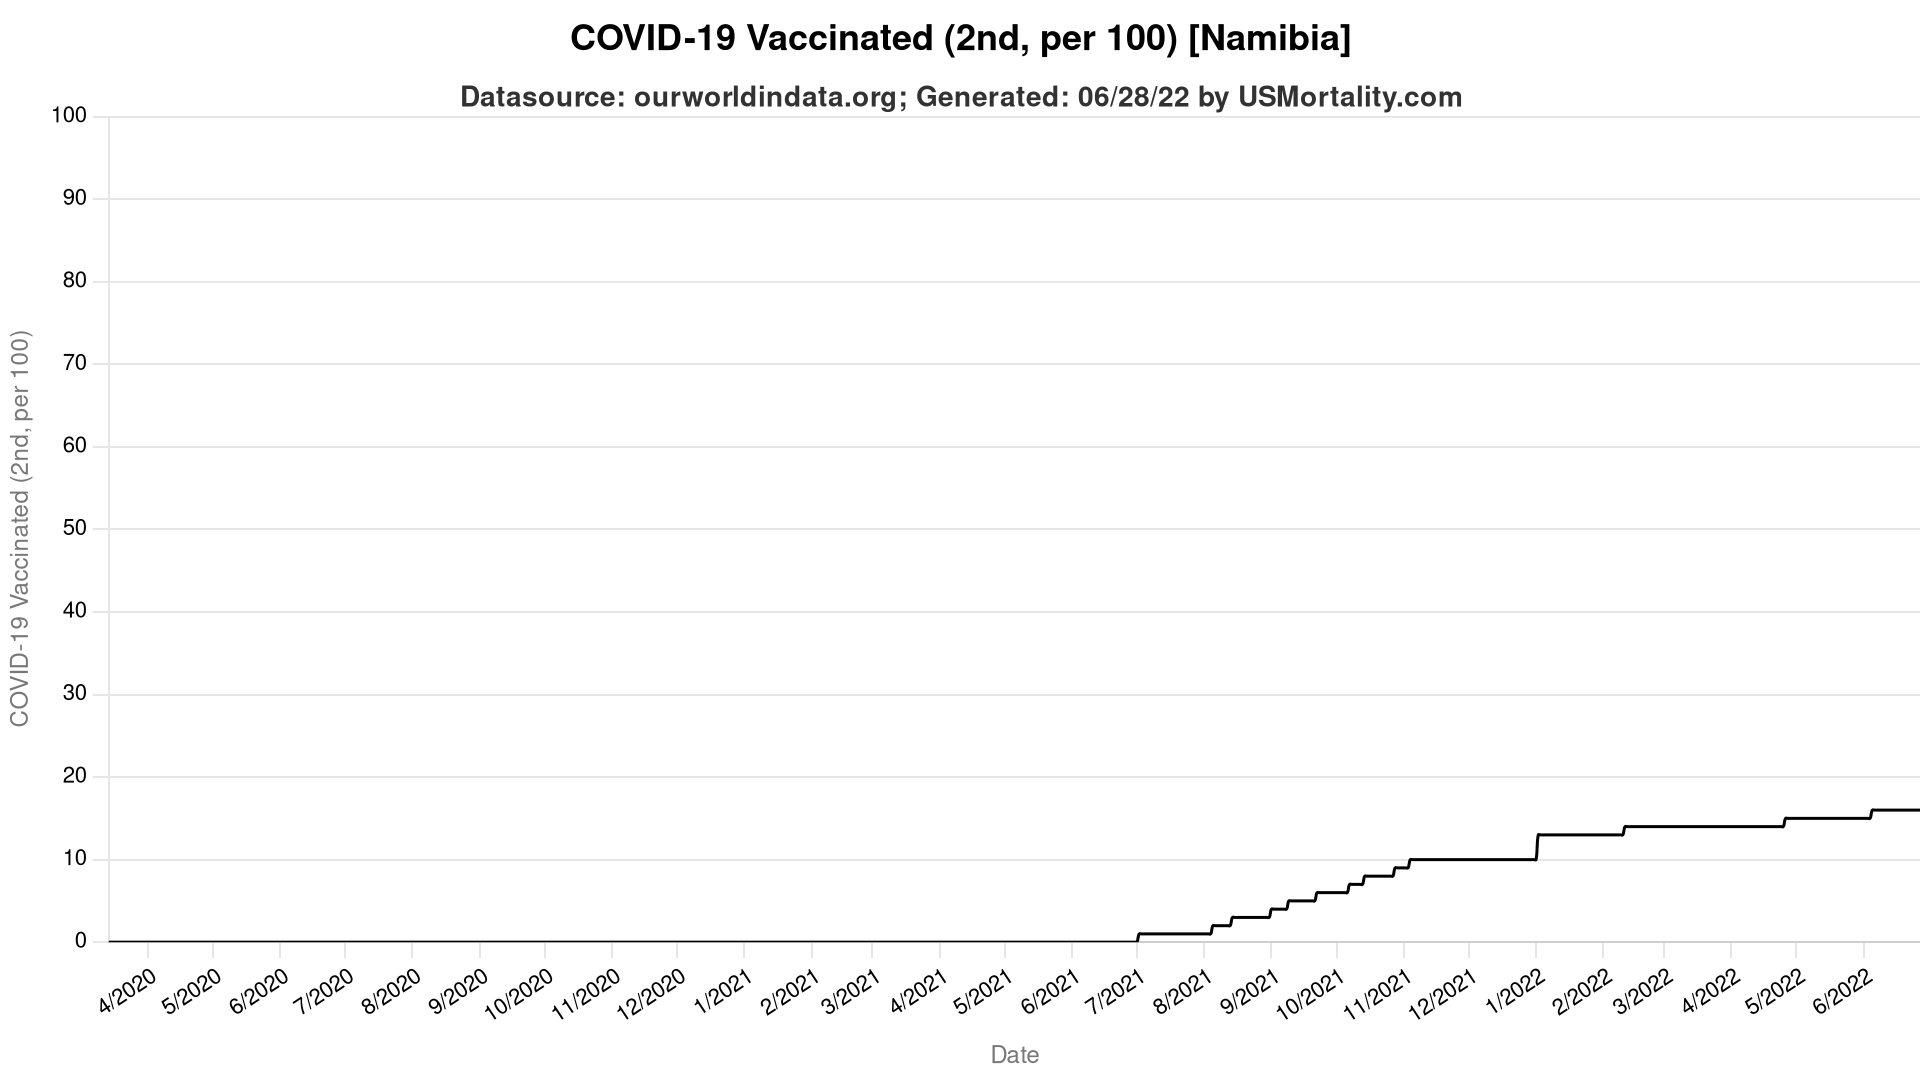 COVID-19 Vaccinated (2nd, per 100) [Namibia]
Datasource: ourworldindata.org; Generated: 06/28/22 by USMortality.com
COVID-19 Vaccinated (2nd, per 100)
100
90
80
70
60
50
40
30
20
10
0
4/2020 5/2020 6/2020 7/2020 8/2020 9/2020 10/2020 11/2020 12/2020 1/2021 2/2021 3/2021 4/2021 5/2021 6/2021 7/2021 8/2021 9/2021 10/2021 11/2021 12/2021 1/2022 2/2022 3/2022 4/2022 5/2022 6/2022
Date